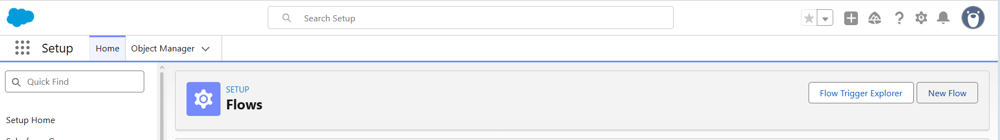 Search Setup
Setup
Home
Object Manager
Quick Find
SETUP
Flows
Flow Trigger Explorer
New Flow
Setup Home